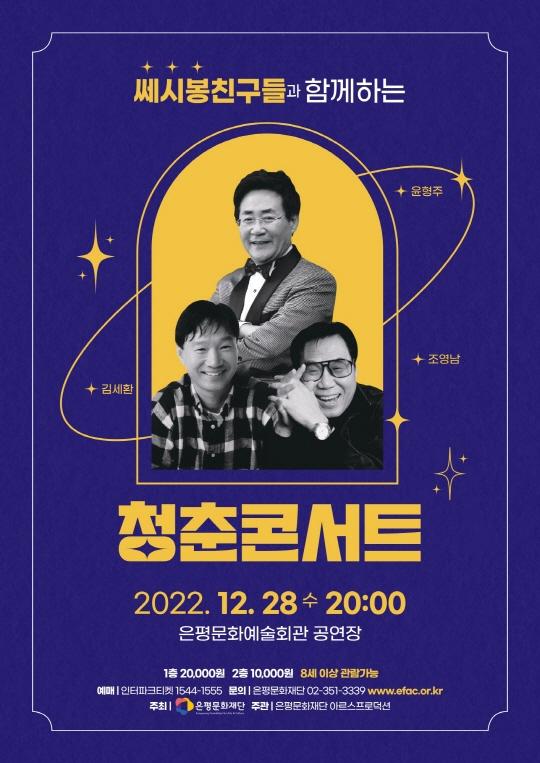 쎄시봉친구들과 함께하는
윤형주
조영남
김세환
청춘콘서트
2022. 12. 28 수 20:00
은평문화예술회관 공연장
1층 20,000원 2층 10,000원 8세 이상 관람가능
예매 | 인터파크티켓 1544-1555 문의 | 은평문화재단 02-351-3339 www.efac.or.kr
주최 | 은평문화재단 주관 | 은평문화재단 아르스프로덕션